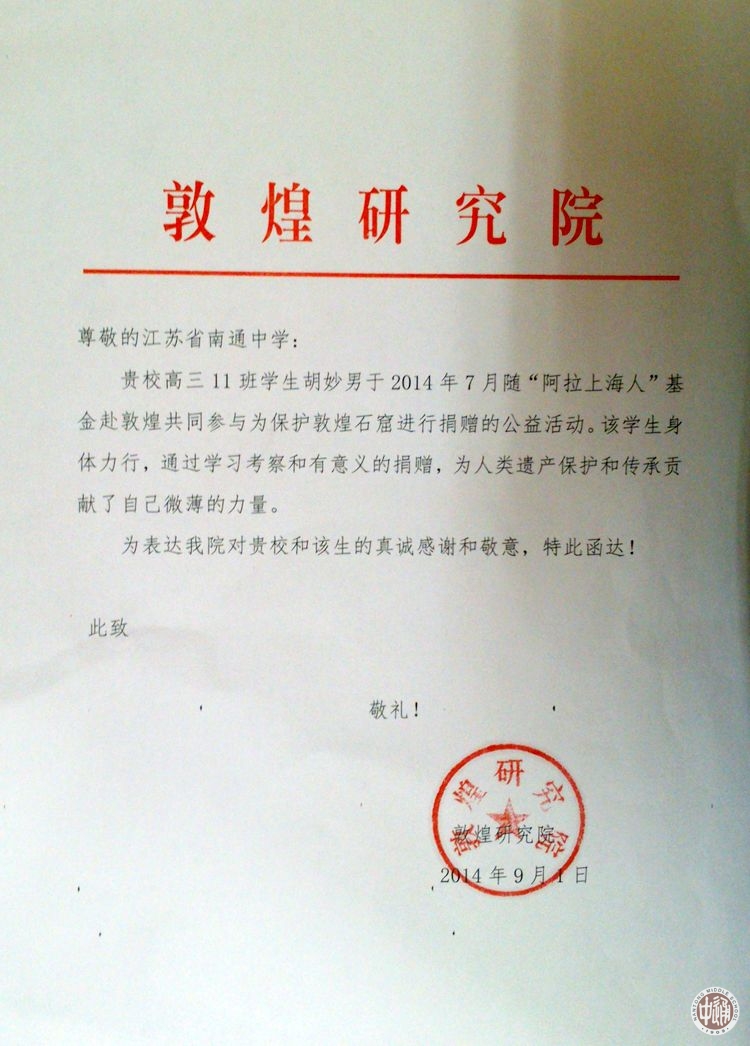 敦煌研究院
尊敬的江苏省南通中学：
贵校高三11班学生胡妙男于2014年7月随“阿拉上海人”基
金赴敦煌共同参与为保护敦煌石窟进行捐赠的公益活动。该学生身
体力行，通过学习考察和有意义的捐赠，为人类遗产保护和传承贡
献了自己微薄的力量。
为表达我院对贵校和该生的真诚感谢和敬意，特此函达！
此致
敬礼！
敦煌研究院
敦煌研究院
2014年9月1日
NANTONG MIDDLE SCHOOL
中通
1909